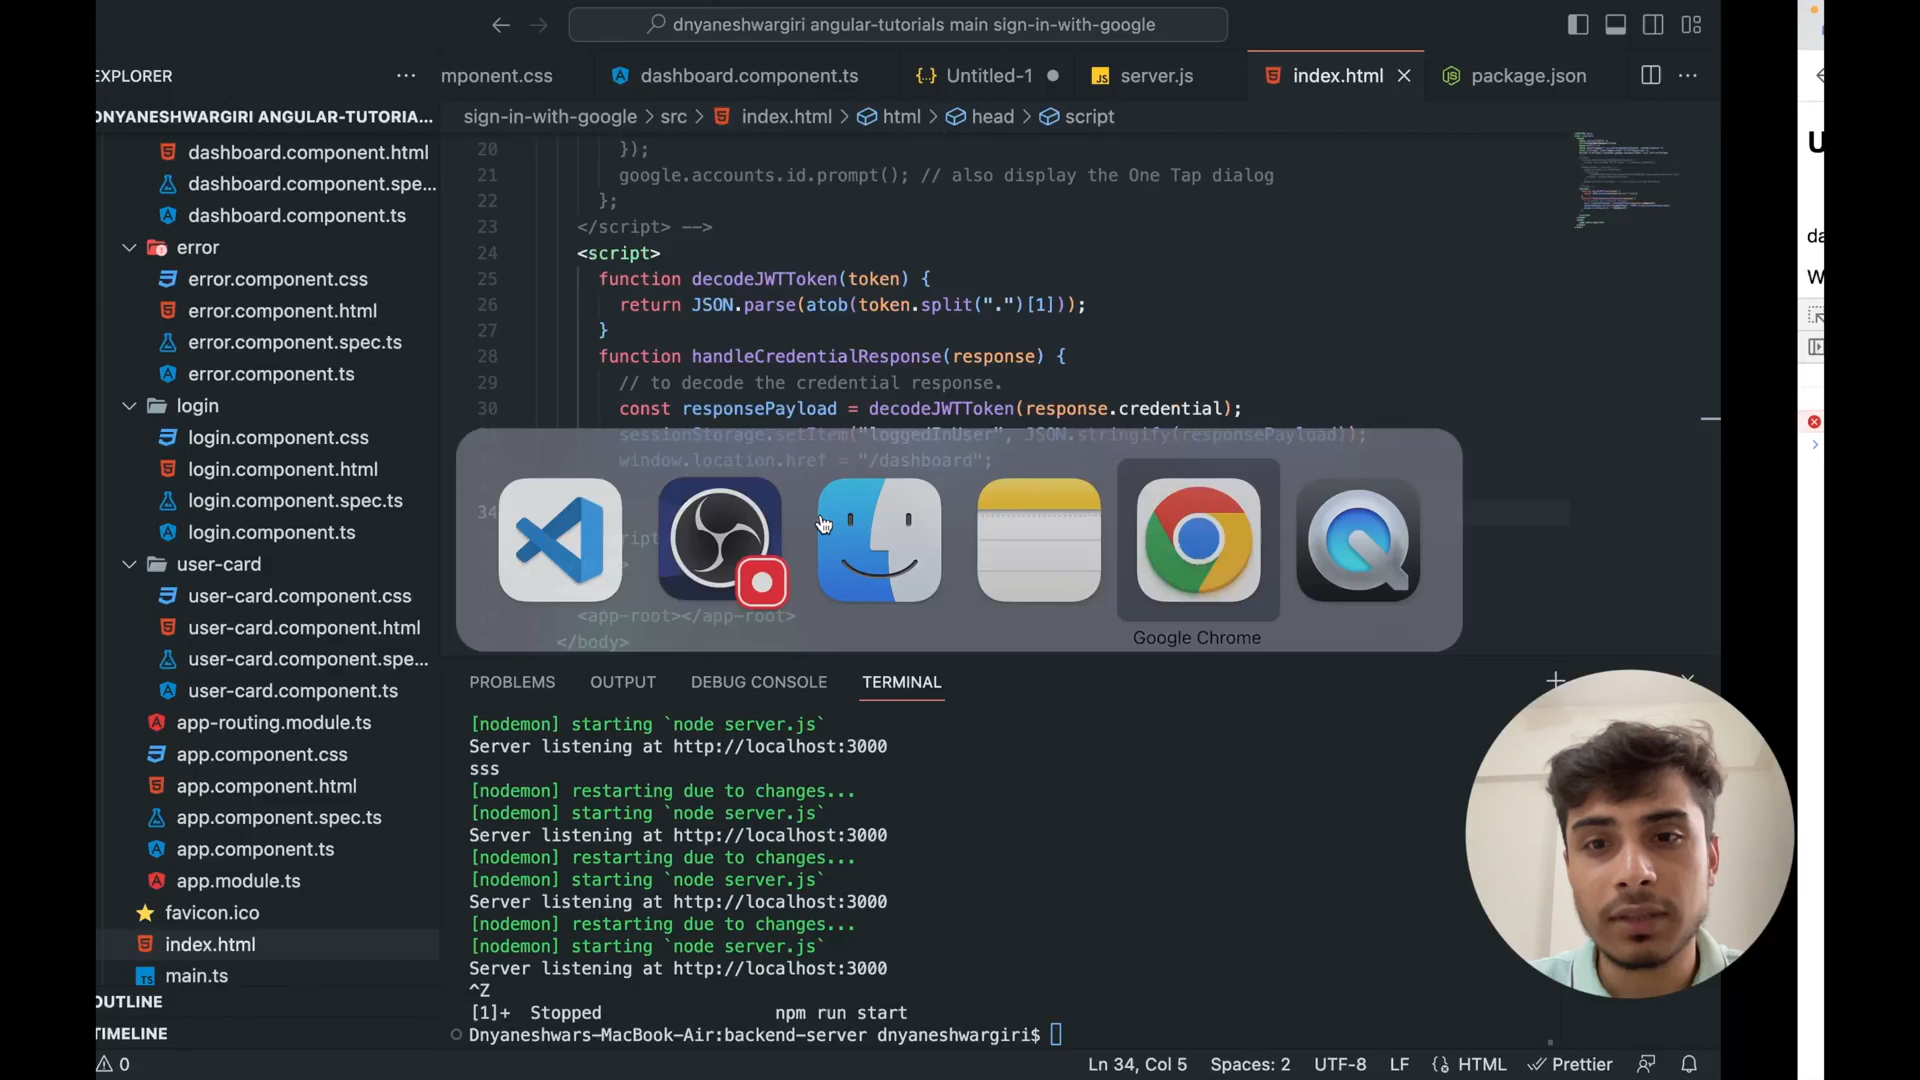 dnyaneshwargiri angular-tutorials main sign-in-with-google
EXPLORER
mponent.css
dashboard.component.ts
Untitled-1
server.js
index.html
package.json
DNYANESHWARGIRI ANGULAR-TUTORIA...
sign-in-with-google > src > index.html > html > head > script
dashboard.component.html
dashboard.component.spe...
dashboard.component.ts
error
error.component.css
error.component.html
error.component.spec.ts
error.component.ts
login
login.component.css
login.component.html
login.component.spec.ts
login.component.ts
user-card
user-card.component.css
user-card.component.html
user-card.component.spe...
user-card.component.ts
app-routing.module.ts
app.component.css
app.component.html
app.component.spec.ts
app.component.ts
app.module.ts
favicon.ico
index.html
main.ts
OUTLINE
TIMELINE
20 });
21 google.accounts.id.prompt(); // also display the One Tap dialog
22 };
23 </script> -->
24 <script>
25 function decodeJWTToken(token) {
26 return JSON.parse(atob(token.split(".")[1]));
27 }
28 function handleCredentialResponse(response) {
29 // to decode the credential response.
30 const responsePayload = decodeJWTToken(response.credential);
sessionStorage.setItem("loggedInUser", JSON.stringify(responsePayload));
window.location.href = "/dashboard";
34
<app-root></app-root>
</body>
Google Chrome
PROBLEMS
OUTPUT
DEBUG CONSOLE
TERMINAL
[nodemon] starting `node server.js`
Server listening at http://localhost:3000
sss
[nodemon] restarting due to changes...
[nodemon] starting `node server.js`
Server listening at http://localhost:3000
[nodemon] restarting due to changes...
[nodemon] starting `node server.js`
Server listening at http://localhost:3000
[nodemon] restarting due to changes...
[nodemon] starting `node server.js`
Server listening at http://localhost:3000
^Z
[1]+ Stopped npm run start
Dnyaneshwars-MacBook-Air:backend-server dnyaneshwargiri$
0
Ln 34, Col 5
Spaces: 2
UTF-8
LF
HTML
Prettier